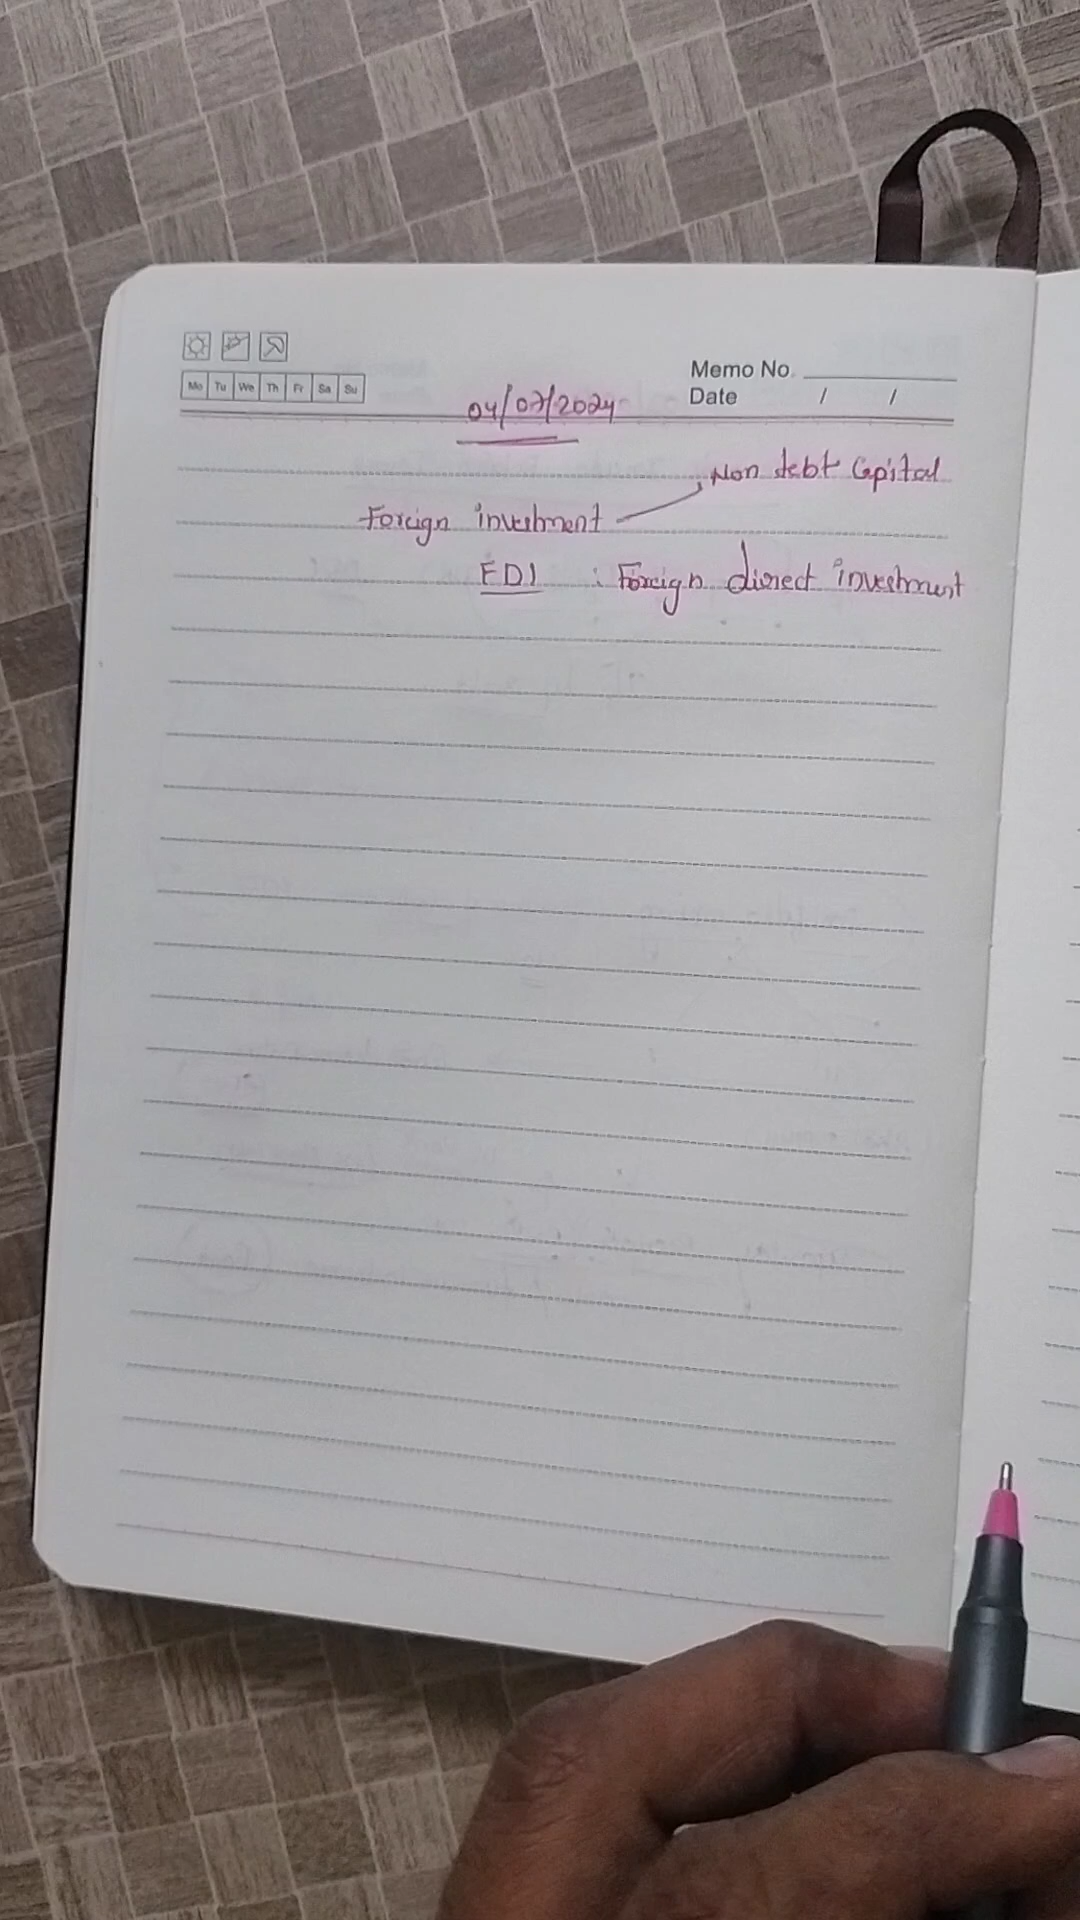 Mo Tu We Th Fr Sa Su
Memo No.
Date / /
04/07/2024
Non debt Capital
Foreign investment
FDI : Foreign direct investment